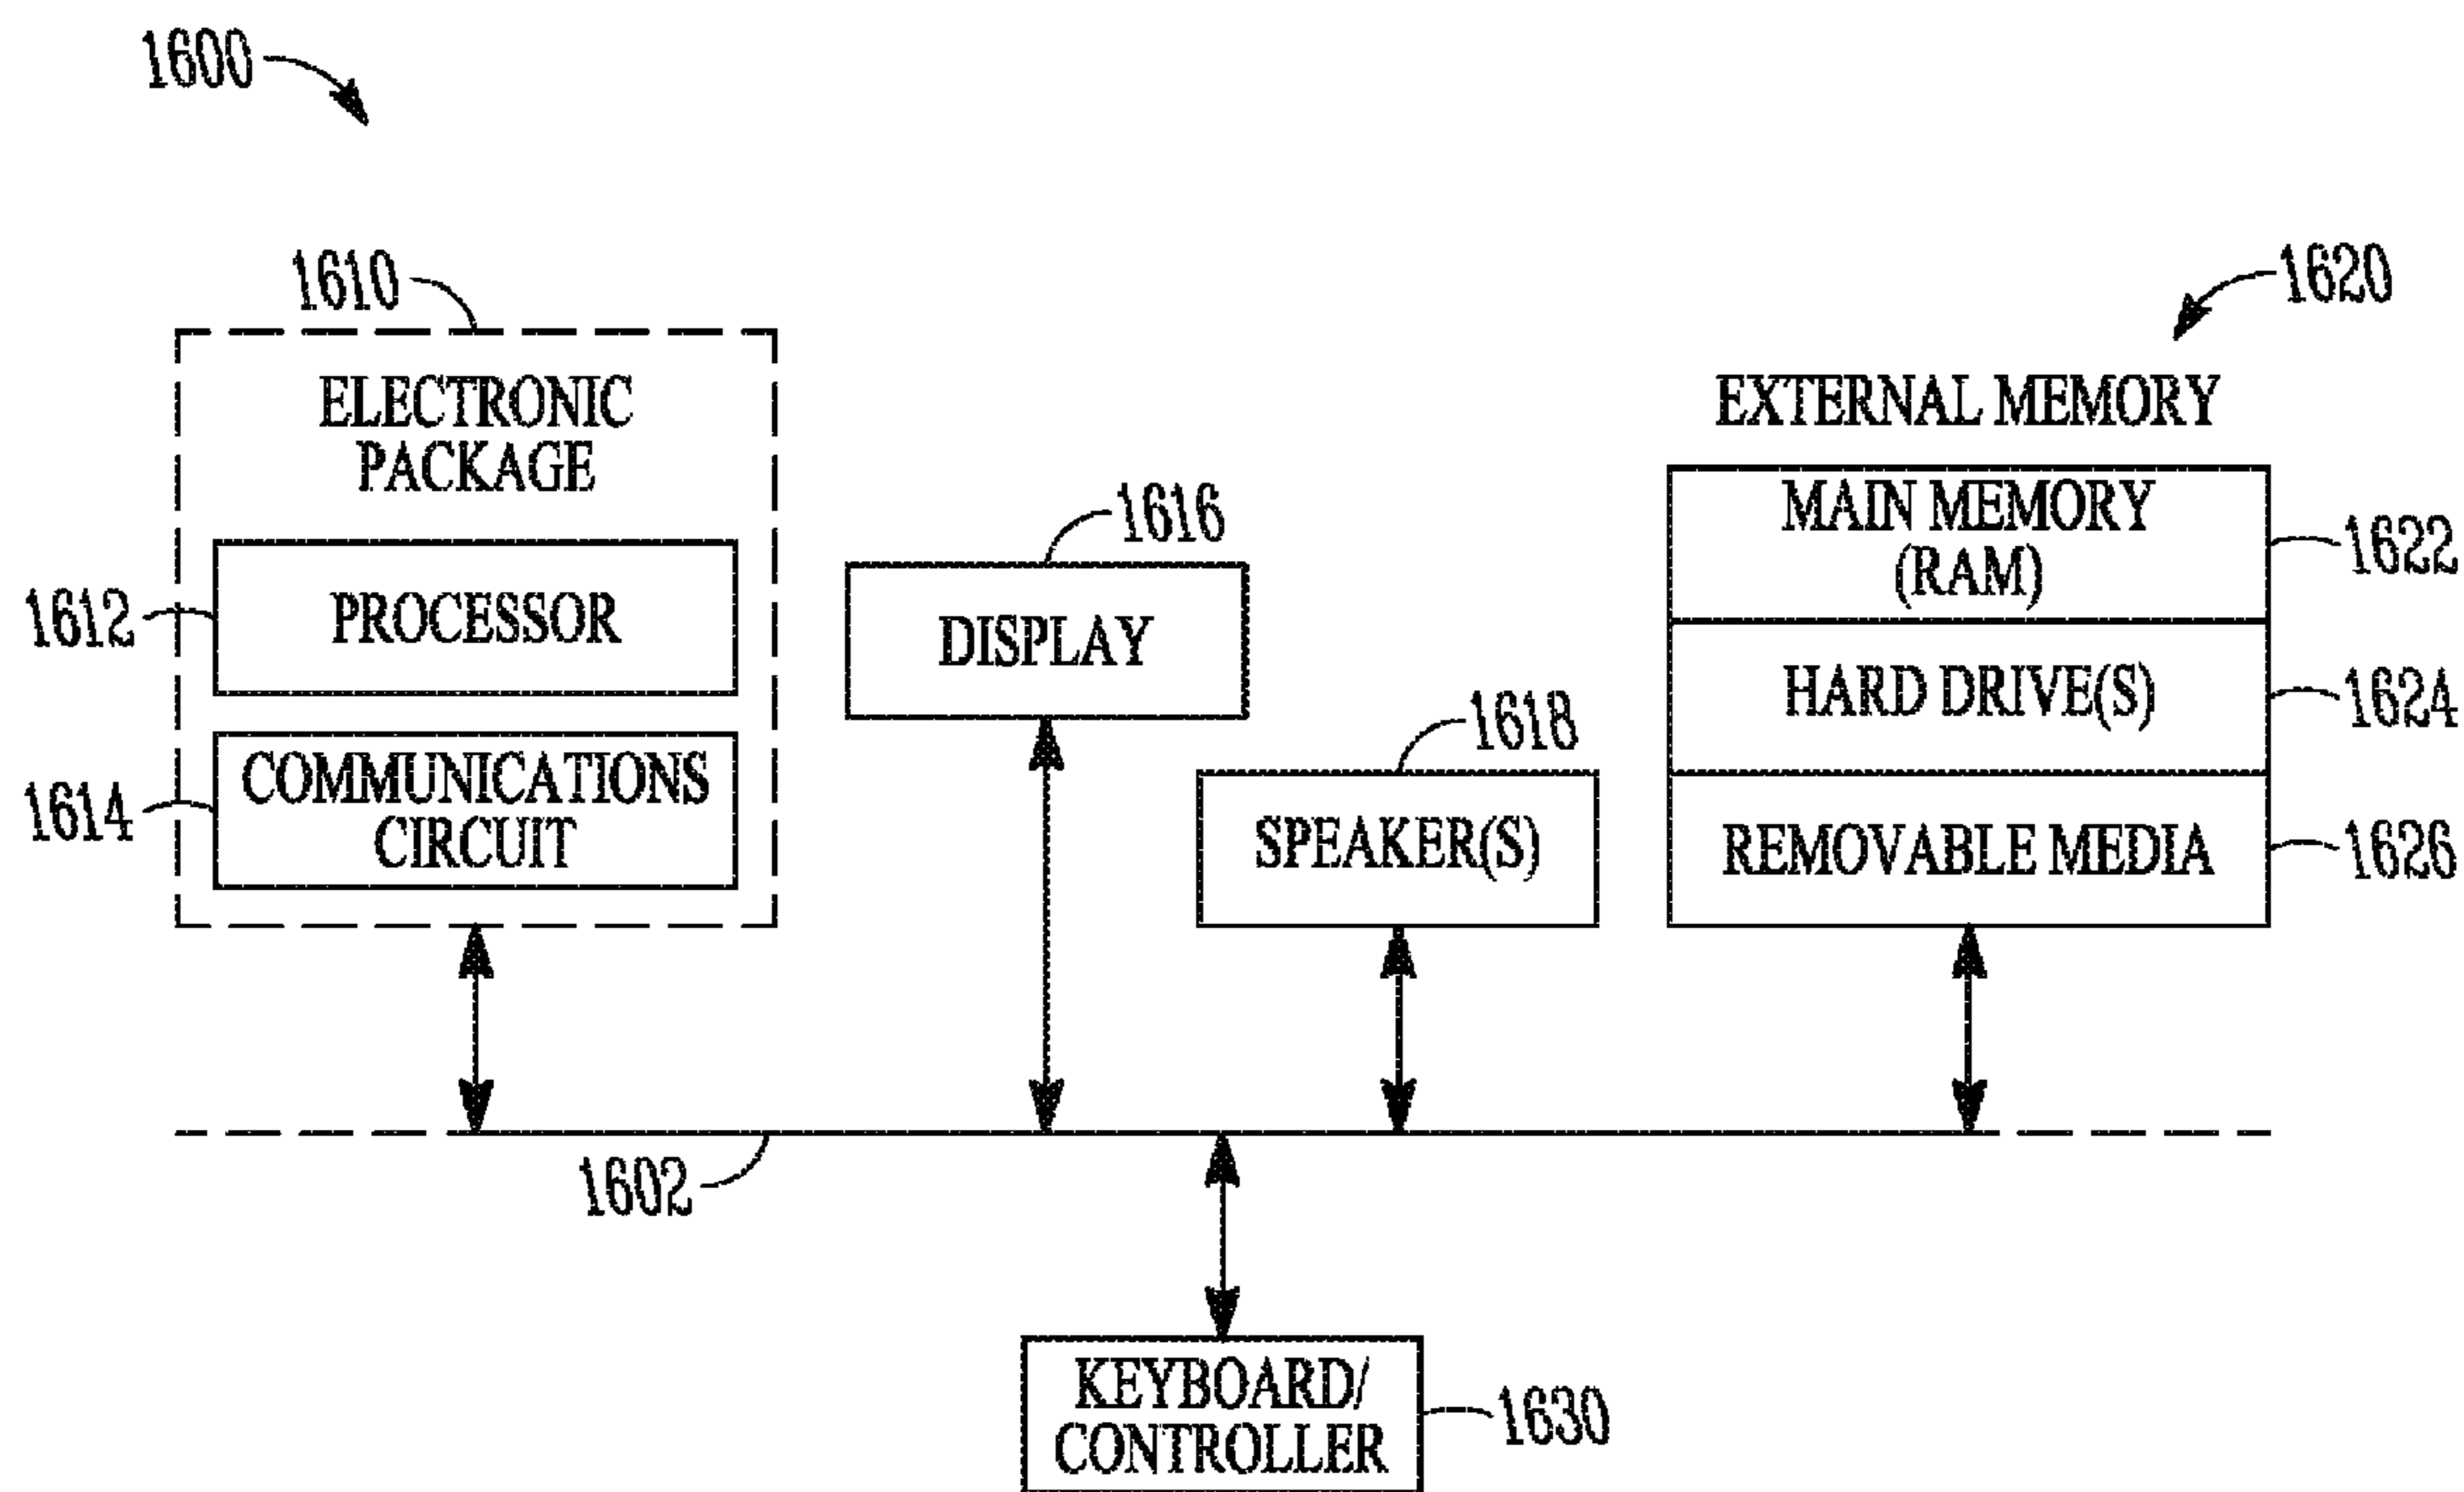 1600
1610
ELECTRONIC
PACKAGE
1612
PROCESSOR
1614
COMMUNICATIONS
CIRCUIT
1616
DISPLAY
1618
SPEAKER(S)
1620
EXTERNAL MEMORY
MAIN MEMORY
(RAM)
1622
HARD DRIVE(S)
1624
REMOVABLE MEDIA
1626
1602
KEYBOARD/
CONTROLLER
1630